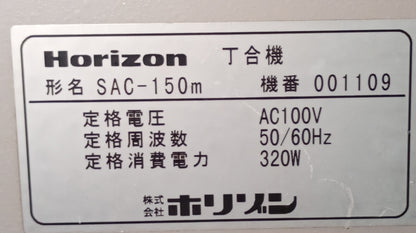 Horizon 丁合機
形名 SAC-150m 機番 001109
定格電圧 AC100V
定格周波数 50/60Hz
定格消費電力 320W
株式会社 ホリゾン